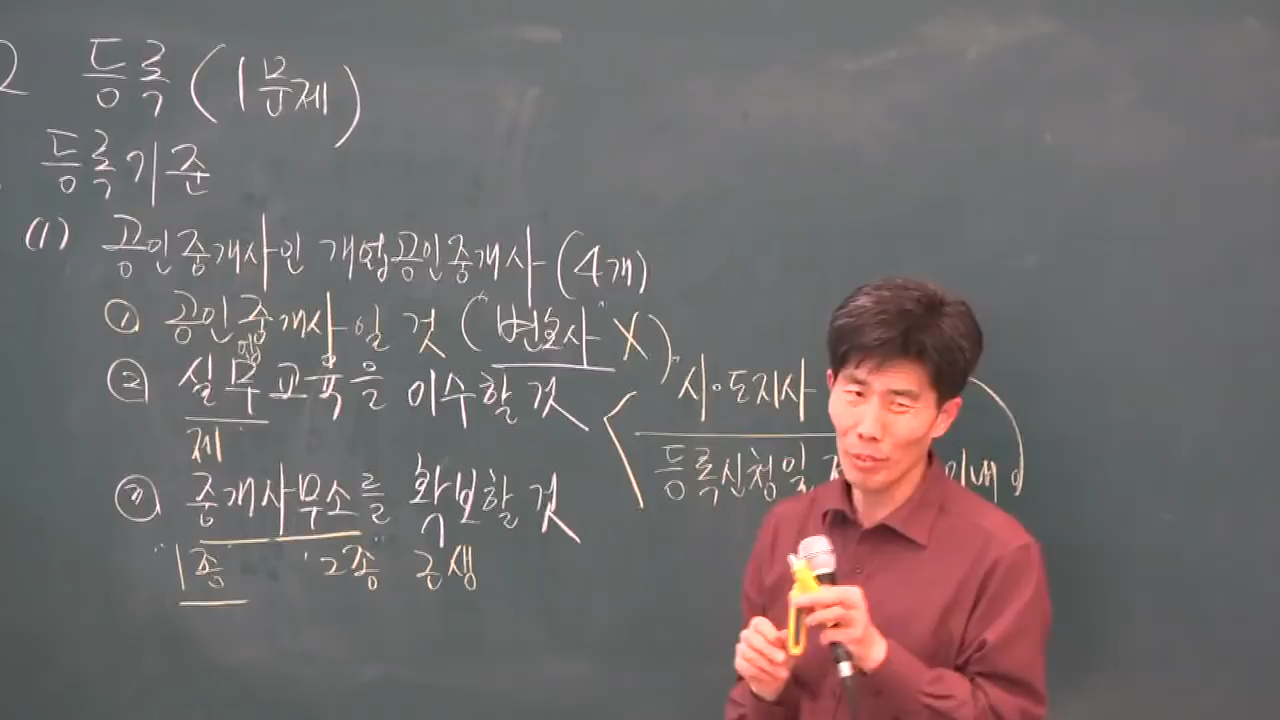 2 등록 (1문제)
등록기준
(1) 공인중개사인 개업공인중개사 (4개)
① 공인중개사일 것 ("변호사" X)
② 실무교육을 이수할 것
제
시·도지사
등록신청일
이내
③ 중개사무소를 확보할 것
"1종" "2종" 근생